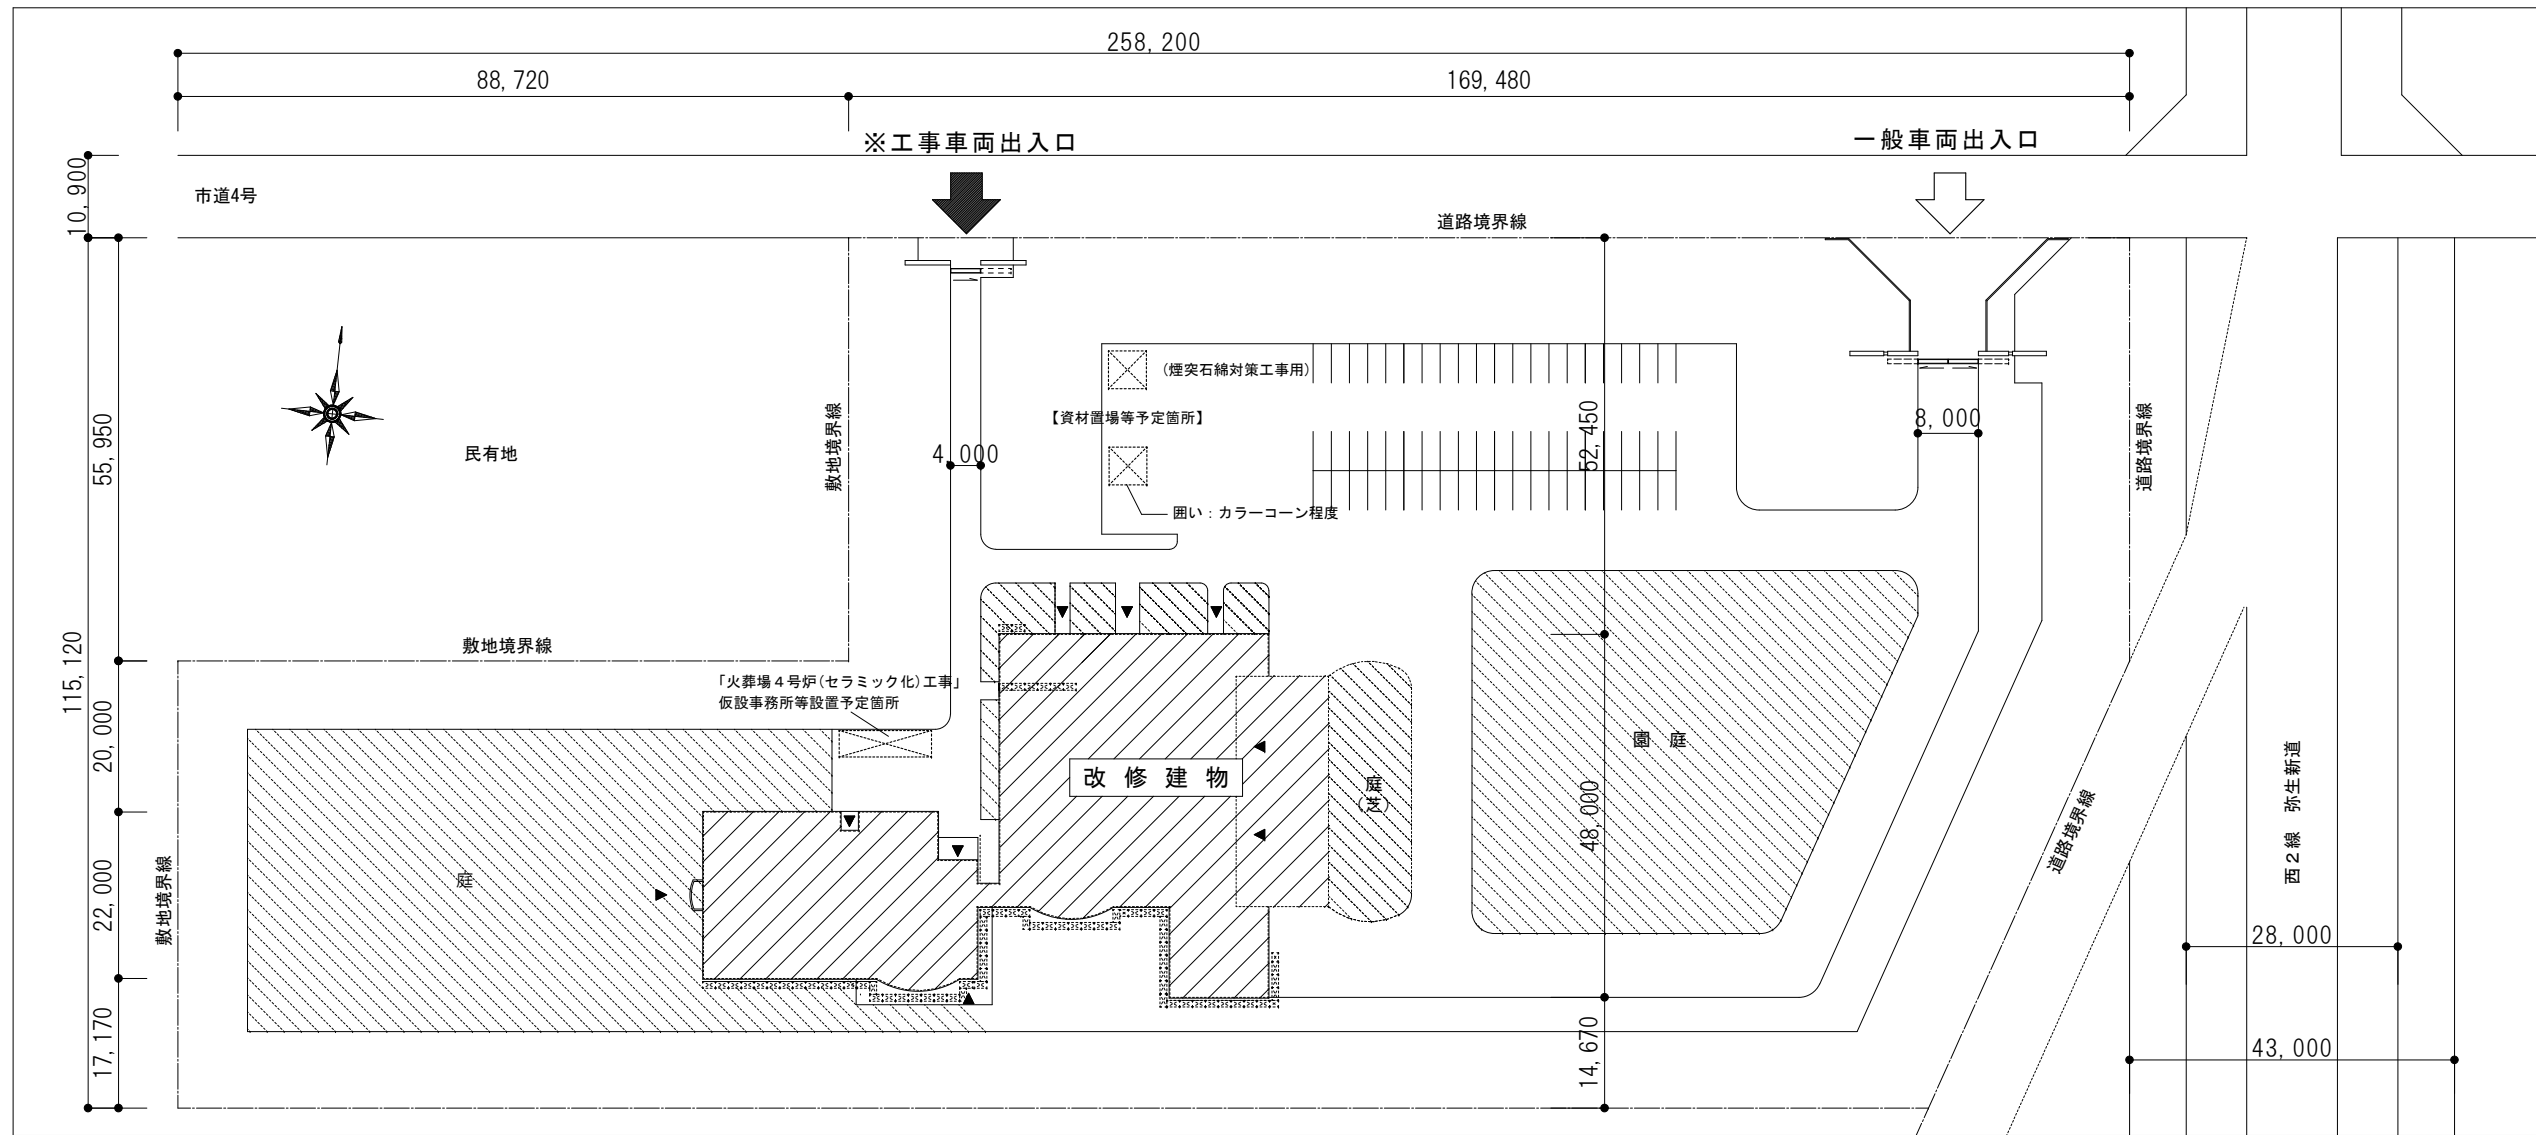 258,200
88,720
169,480
※工事車両出入口
一般車両出入口
10,900
市道4号
道路境界線
(煙突石綿対策工事用)
【資材置場等予定箇所】
敷地境界線
55,950
52,450
8,000
道路境界線
民有地
4,000
囲い：カラーコーン程度
敷地境界線
115,120
「火葬場４号炉(セラミック化)工事」
仮設事務所等設置予定箇所
20,000
園 庭
改 修 建 物
庭
(芝)
48,000
西２線 弥生新道
道路境界線
庭
22,000
敷地境界線
28,000
17,170
14,670
43,000